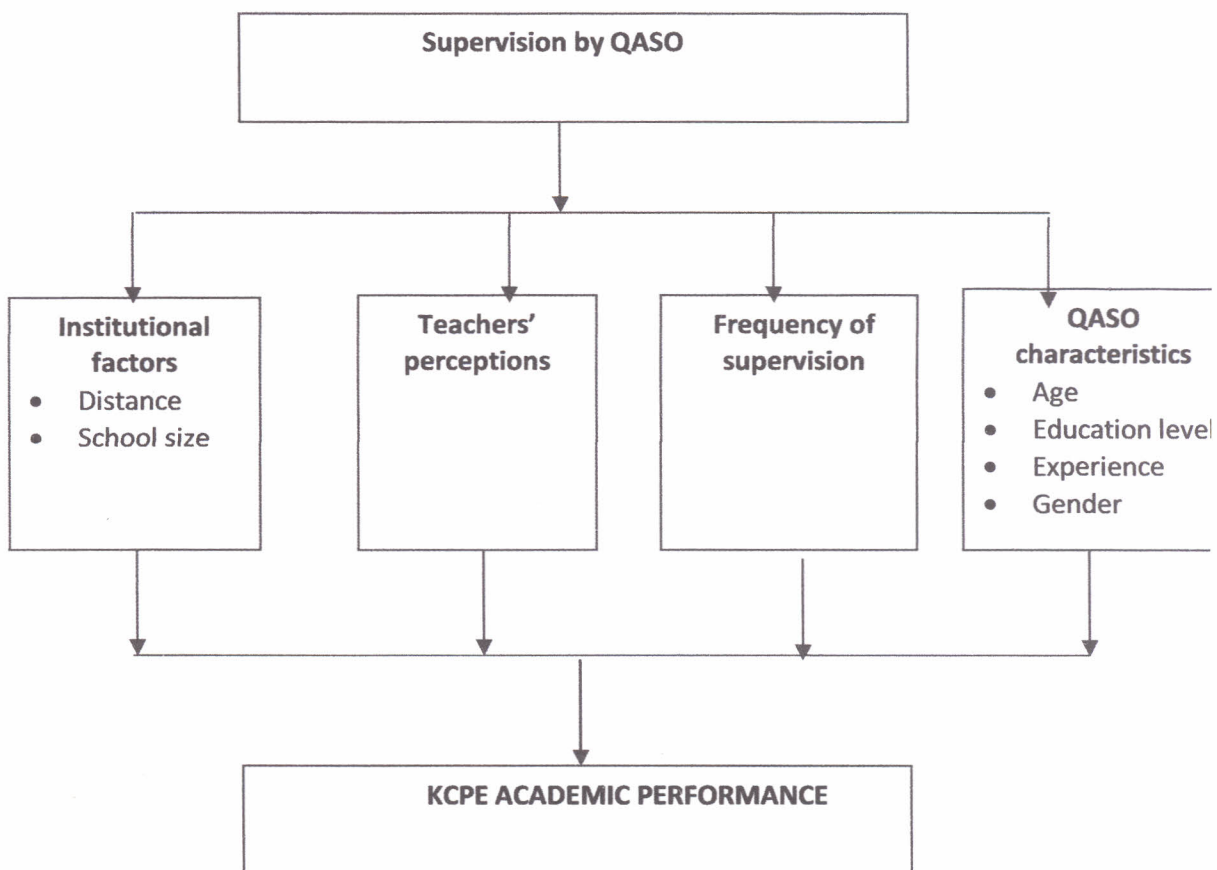 Supervision by QASO
Institutional
factors
• Distance
• School size
Teachers'
perceptions
Frequency of
supervision
QASO
characteristics
• Age
• Education level
• Experience
• Gender
KCPE ACADEMIC PERFORMANCE